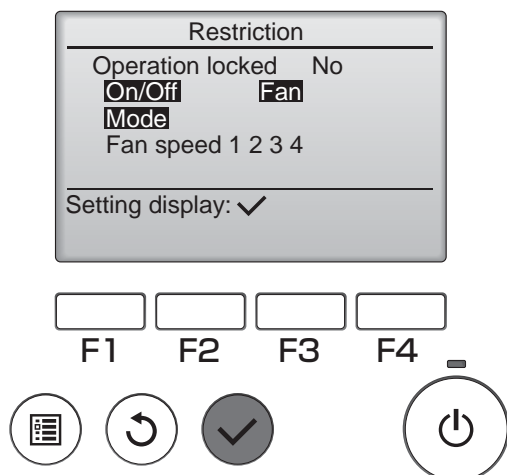 Restriction
Operation locked No
On/Off Fan
Mode
Fan speed 1 2 3 4
Setting display:
F1 F2 F3 F4